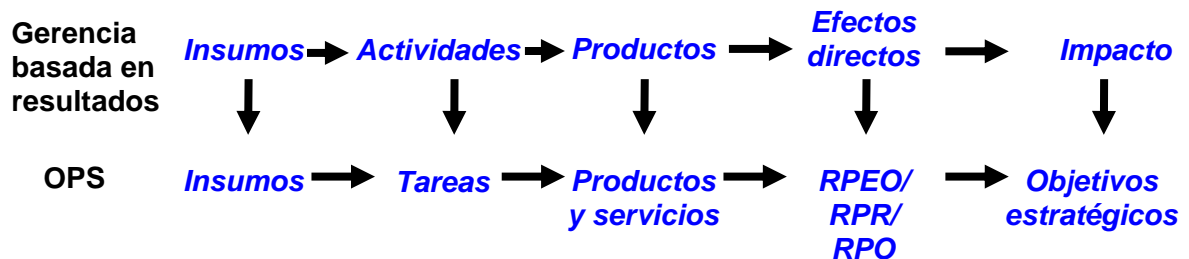 Gerencia
basada en
resultados
Insumos
Actividades
Productos
Efectos
directos
Impacto
OPS
Insumos
Tareas
Productos
y servicios
RPEO/
RPR/
RPO
Objetivos
estratégicos